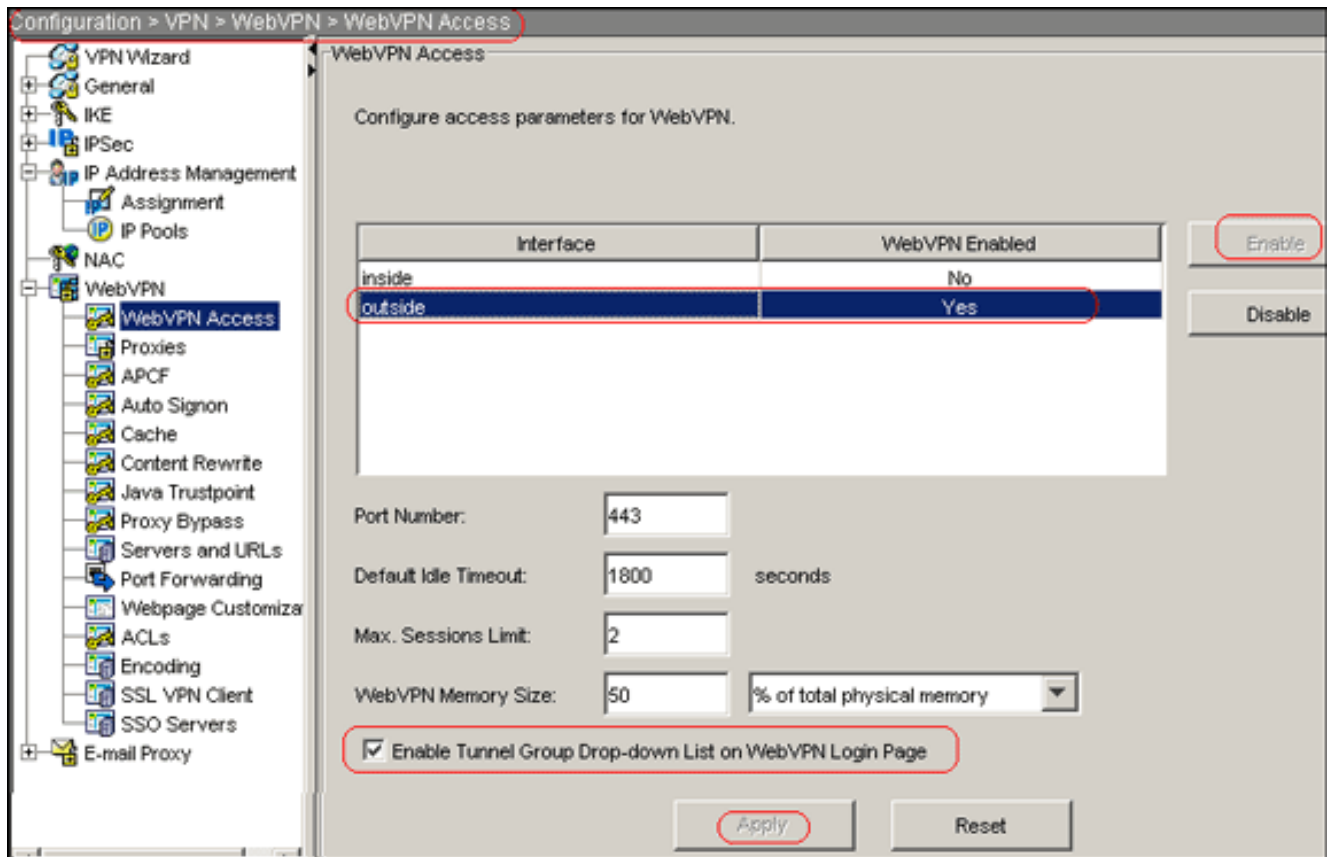 Configuration > VPN > WebVPN > WebVPN Access
VPN Wizard
General
IKE
IPSec
IP Address Management
Assignment
IP Pools
NAC
WebVPN
WebVPN Access
Proxies
APCF
Auto Signon
Cache
Content Rewrite
Java Trustpoint
Proxy Bypass
Servers and URLs
Port Forwarding
Webpage Customiza
ACLs
Encoding
SSL VPN Client
SSO Servers
E-mail Proxy
WebVPN Access
Configure access parameters for WebVPN.
Interface WebVPN Enabled
inside No
outside Yes
Enable
Disable
Port Number: 443
Default Idle Timeout: 1800 seconds
Max. Sessions Limit: 2
WebVPN Memory Size: 50 % of total physical memory
Enable Tunnel Group Drop-down List on WebVPN Login Page
Apply Reset